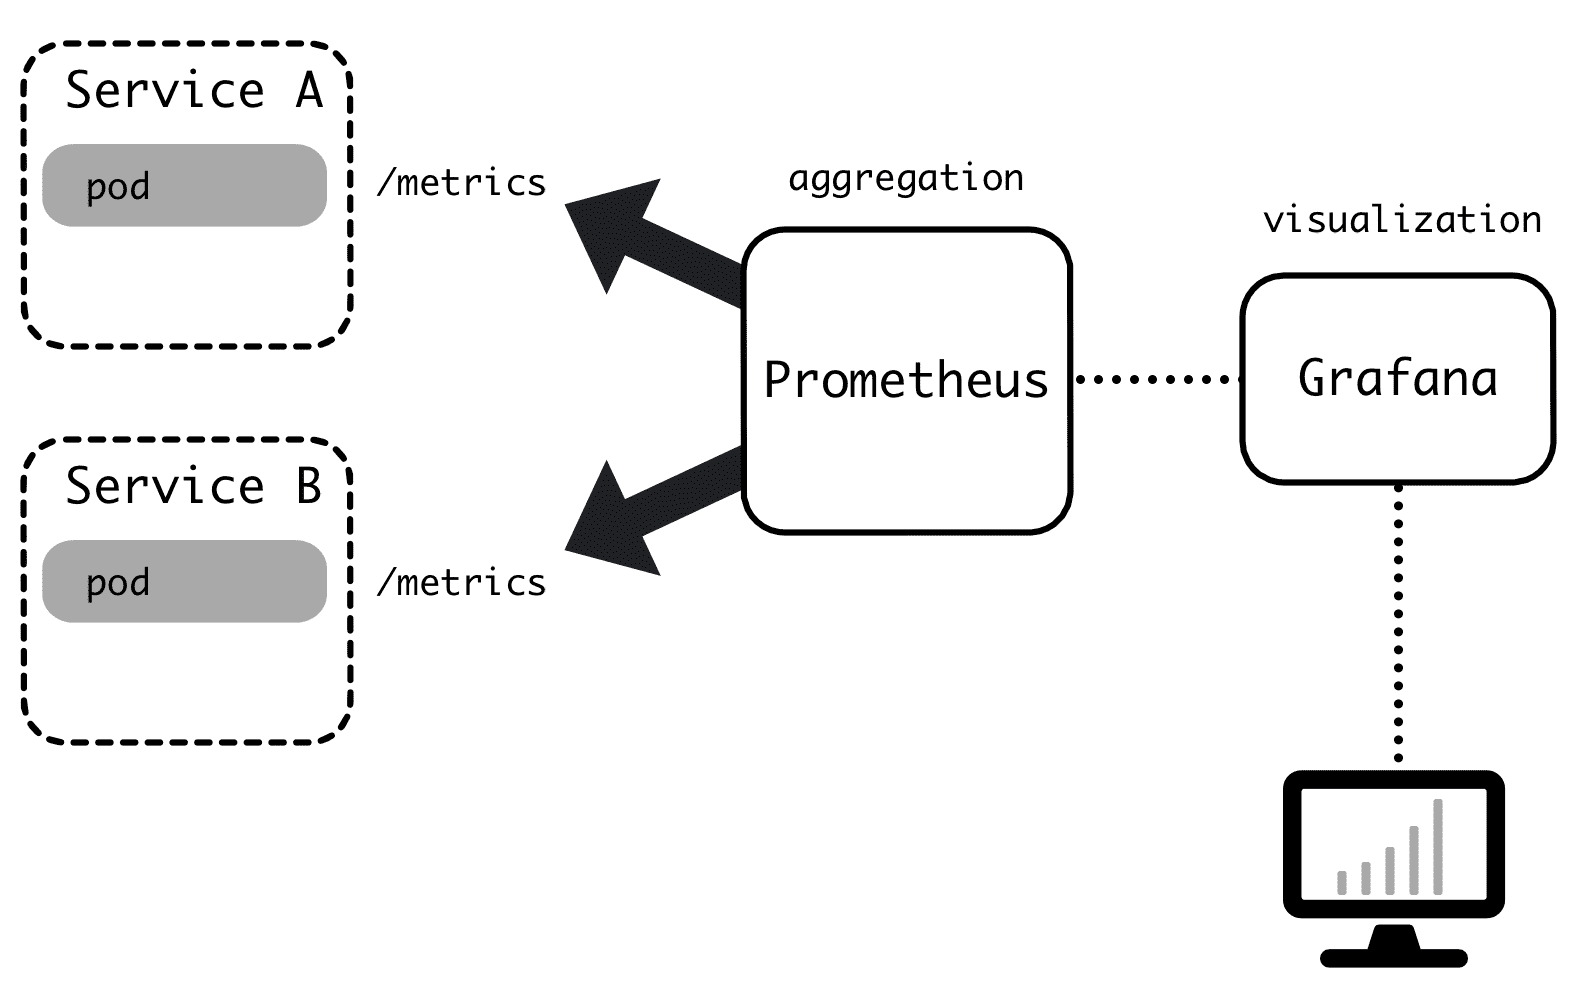 Service A
pod
/metrics
aggregation
visualization
Prometheus
Grafana
Service B
pod
/metrics